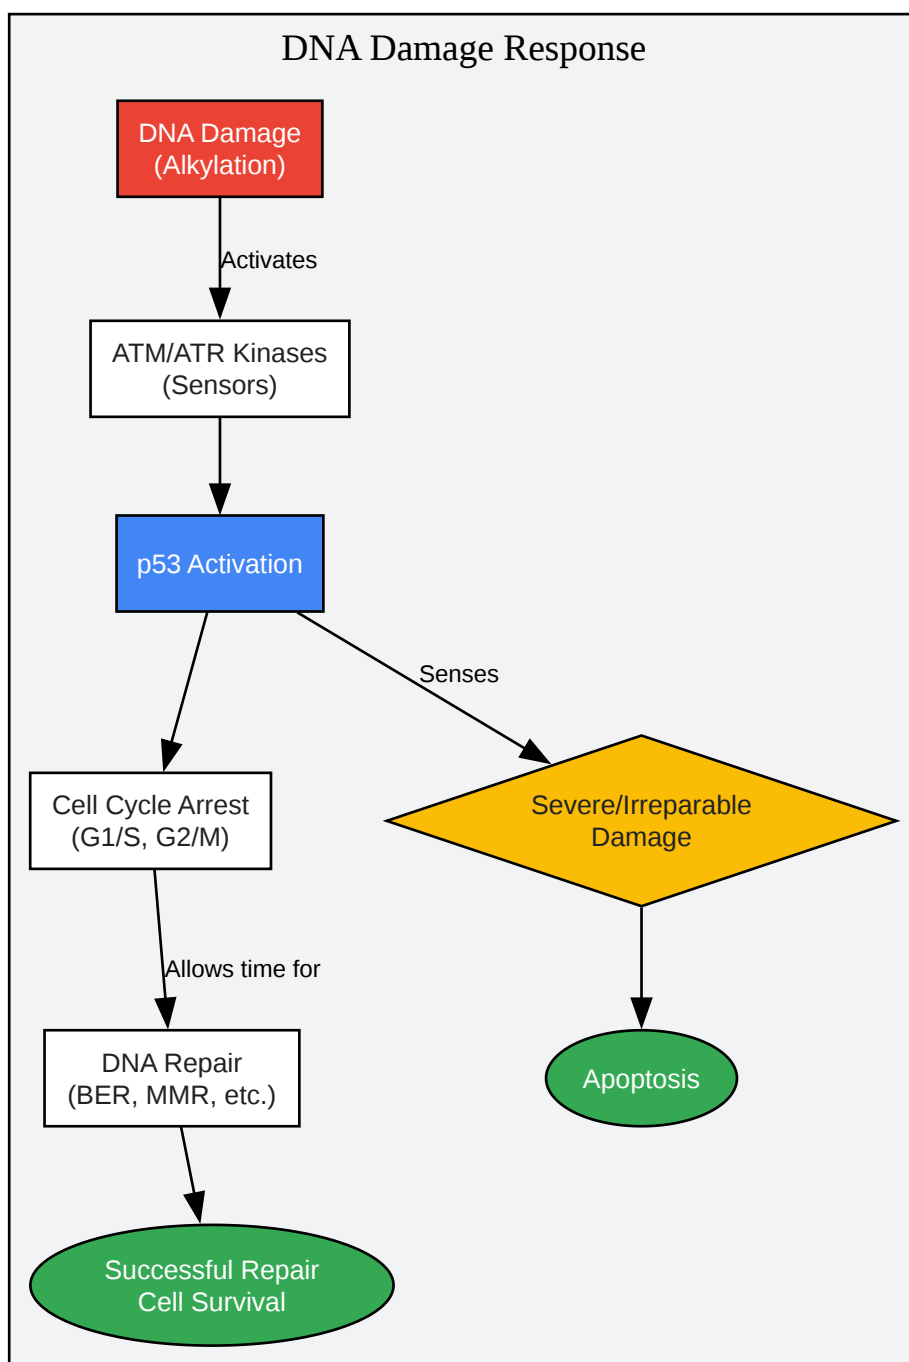 DNA Damage Response
DNA Damage
(Alkylation)
Activates
ATM/ATR Kinases
(Sensors)
p53 Activation
Senses
Cell Cycle Arrest
(G1/S, G2/M)
Severe/Irreparable
Damage
Allows time for
DNA Repair
(BER, MMR, etc.)
Apoptosis
Successful Repair
Cell Survival